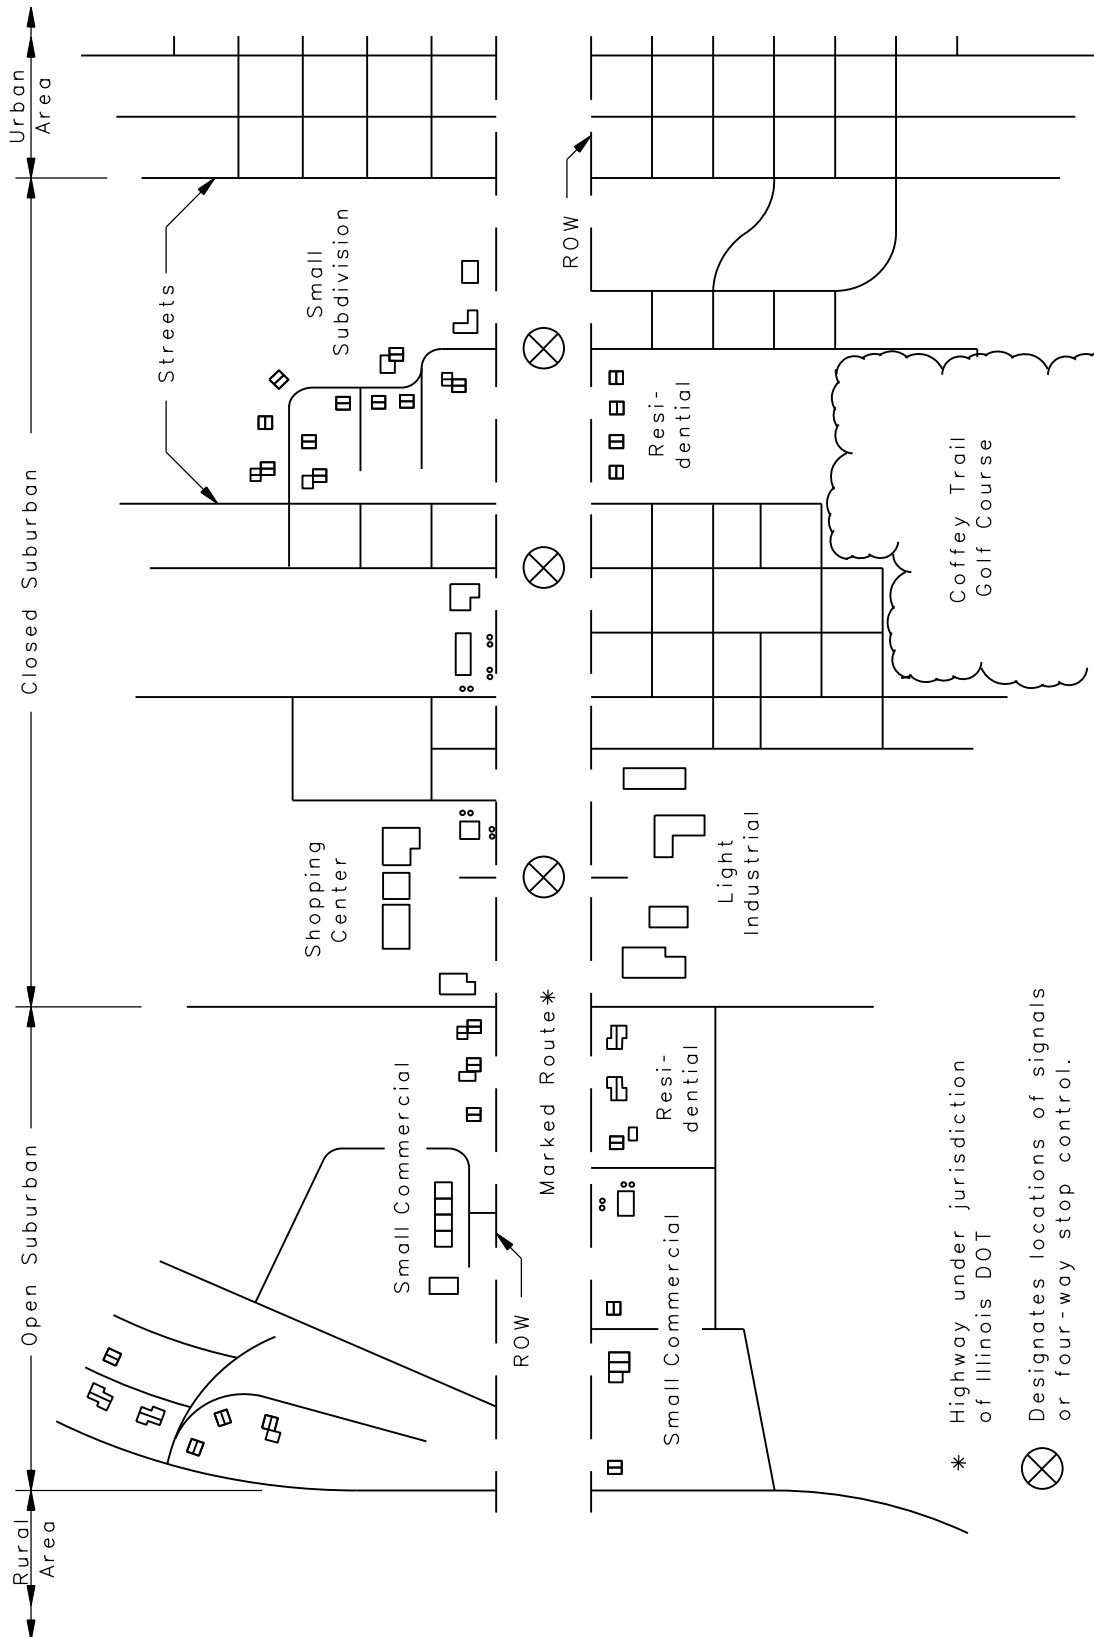 Rural
Area
Open Suburban
Closed Suburban
Urban
Area
Streets
Small
Subdivision
Shopping
Center
Small Commercial
ROW
Marked Route*
ROW
Small Commercial
Resi-
dential
Light
Industrial
Resi-
dential
Coffey Trail
Golf Course
* Highway under jurisdiction
of Illinois DOT
Designates locations of signals
or four-way stop control.